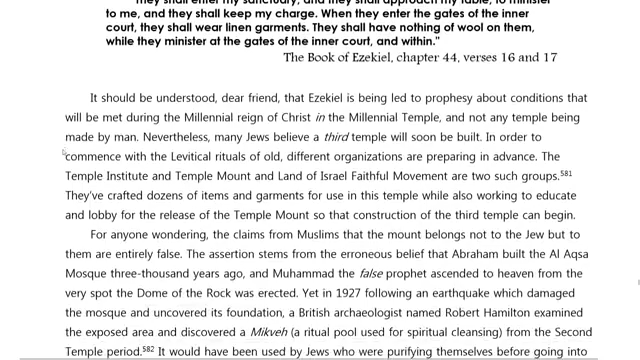 They shall enter my sanctuary, and they shall approach my table, to minister
to me, and they shall keep my charge. When they enter the gates of the inner
court, they shall wear linen garments. They shall have nothing of wool on them,
while they minister at the gates of the inner court, and within."
The Book of Ezekiel, chapter 44, verses 16 and 17
It should be understood, dear friend, that Ezekiel is being led to prophesy about conditions that
will be met during the Millennial reign of Christ in the Millennial Temple, and not any temple being
made by man. Nevertheless, many Jews believe a third temple will soon be built. In order to
commence with the Levitical rituals of old, different organizations are preparing in advance. The
Temple Institute and Temple Mount and Land of Israel Faithful Movement are two such groups.581
They've crafted dozens of items and garments for use in this temple while also working to educate
and lobby for the release of the Temple Mount so that construction of the third temple can begin.
For anyone wondering, the claims from Muslims that the mount belongs not to the Jew but to
them are entirely false. The assertion stems from the erroneous belief that Abraham built the Al Aqsa
Mosque three-thousand years ago, and Muhammad the false prophet ascended to heaven from the
very spot the Dome of the Rock was erected. Yet in 1927 following an earthquake which damaged
the mosque and uncovered its foundation, a British archaeologist named Robert Hamilton examined
the exposed area and discovered a Mikveh (a ritual pool used for spiritual cleansing) from the Second
Temple period.582 It would have been used by Jews who were purifying themselves before going into